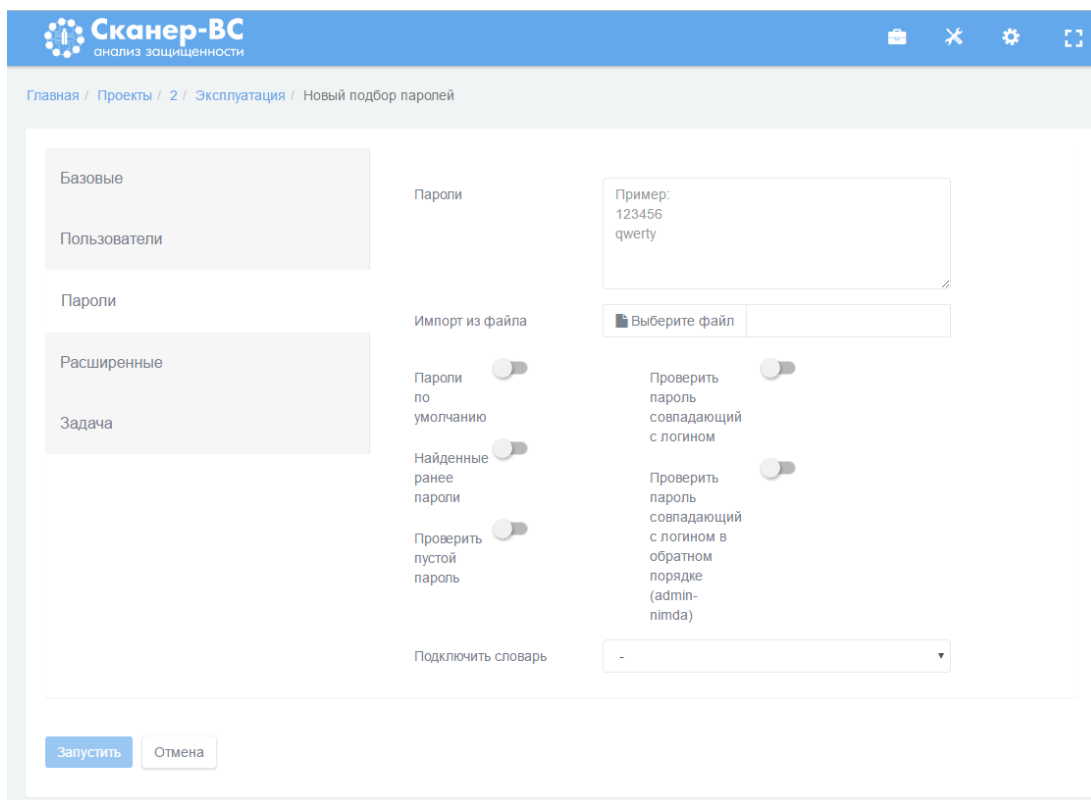 Сканер-ВС
анализ защищенности
Главная / Проекты / 2 / Эксплуатация / Новый подбор паролей
Базовые
Пользователи
Пароли
Расширенные
Задача
Пароли
Пример:
123456
qwerty
Импорт из файла
Выберите файл
Пароли
по
умолчанию
Проверить
пароль
совпадающий
с логином
Найденные
ранее
пароли
Проверить
пароль
совпадающий
с логином в
обратном
порядке
(admin-
nimda)
Проверить
пустой
пароль
Подключить словарь
-
Запустить
Отмена